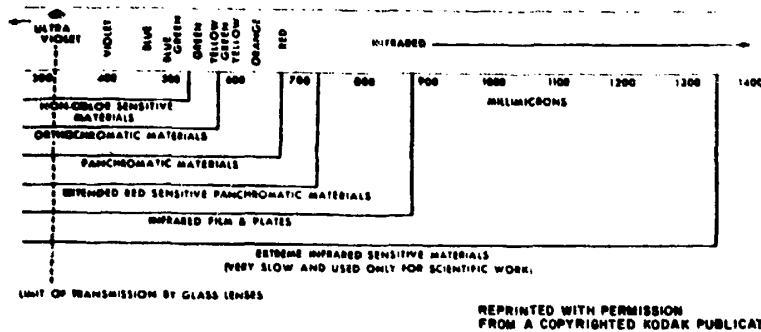 ULTRA VIOLET
VIOLET
BLUE
BLUE GREEN
GREEN
YELLOW GREEN
YELLOW
ORANGE
RED
INFRARED
300 400 500 600 700 800 900 1000 1100 1200 1300 1400
MILLIMICRONS
NON-COLOR SENSITIVE
MATERIALS
ORTHOCHROMATIC MATERIALS
PANCHROMATIC MATERIALS
EXTENDED RED SENSITIVE PANCHROMATIC MATERIALS
INFRARED FILM & PLATES
EXTREME INFRARED SENSITIVE MATERIALS
(VERY SLOW AND USED ONLY FOR SCIENTIFIC WORK)
LIMIT OF TRANSMISSION BY GLASS LENSES
REPRINTED WITH PERMISSION
FROM A COPYRIGHTED KODAK PUBLICAT